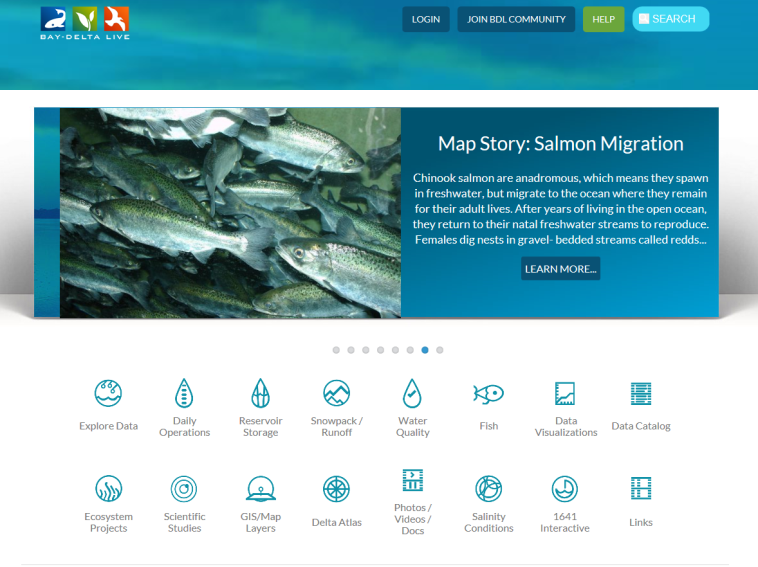 BAY-DELTA LIVE
LOGIN
JOIN BDL COMMUNITY
HELP
SEARCH
Map Story: Salmon Migration
Chinook salmon are anadromous, which means they spawn
in freshwater, but migrate to the ocean where they remain
for their adult lives. After years of living in the open ocean,
they return to their natal freshwater streams to reproduce.
Females dig nests in gravel- bedded streams called redds...
LEARN MORE...
Explore Data
Daily
Operations
Reservoir
Storage
Snowpack /
Runoff
Water
Quality
Fish
Data
Visualizations
Data Catalog
Ecosystem
Projects
Scientific
Studies
GIS/Map
Layers
Delta Atlas
Photos /
Videos /
Docs
Salinity
Conditions
1641
Interactive
Links